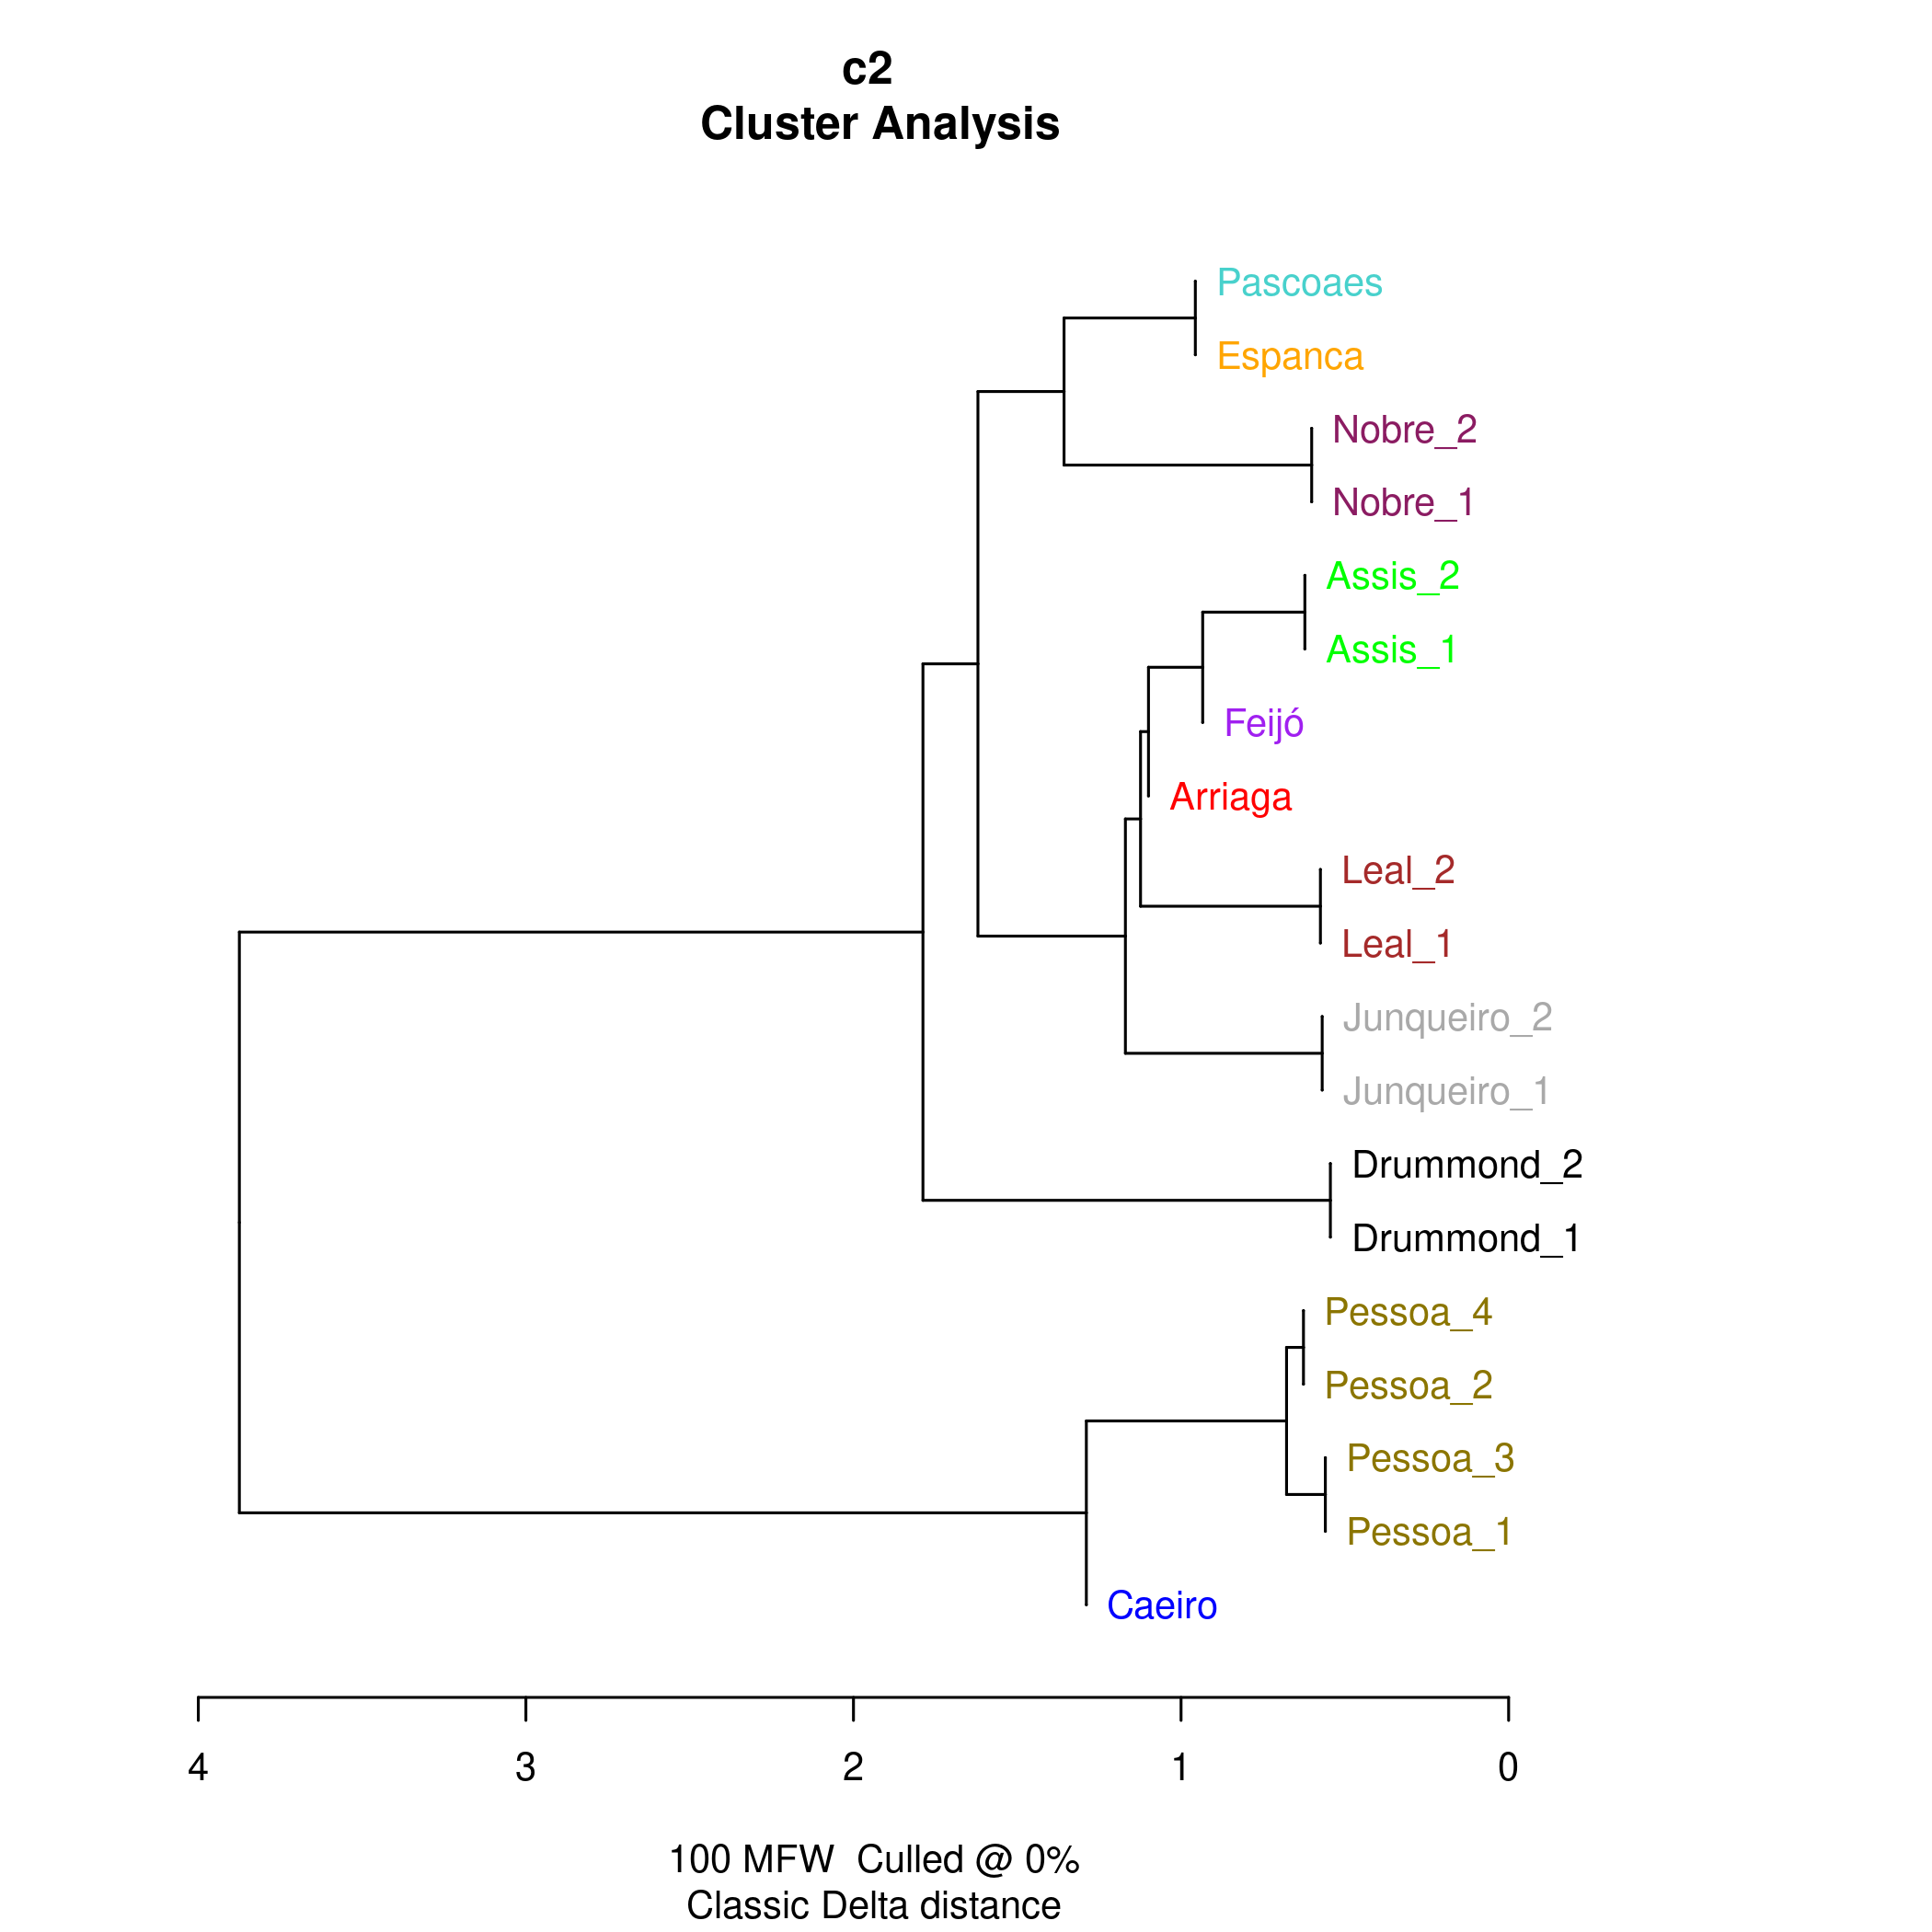 c2
Cluster Analysis
Pascoaes
Espanca
Nobre_2
Nobre_1
Assis_2
Assis_1
Feijó
Arriaga
Leal_2
Leal_1
Junqueiro_2
Junqueiro_1
Drummond_2
Drummond_1
Pessoa_4
Pessoa_2
Pessoa_3
Pessoa_1
Caeiro
4 3 2 1 0
100 MFW  Culled @ 0%
Classic Delta distance